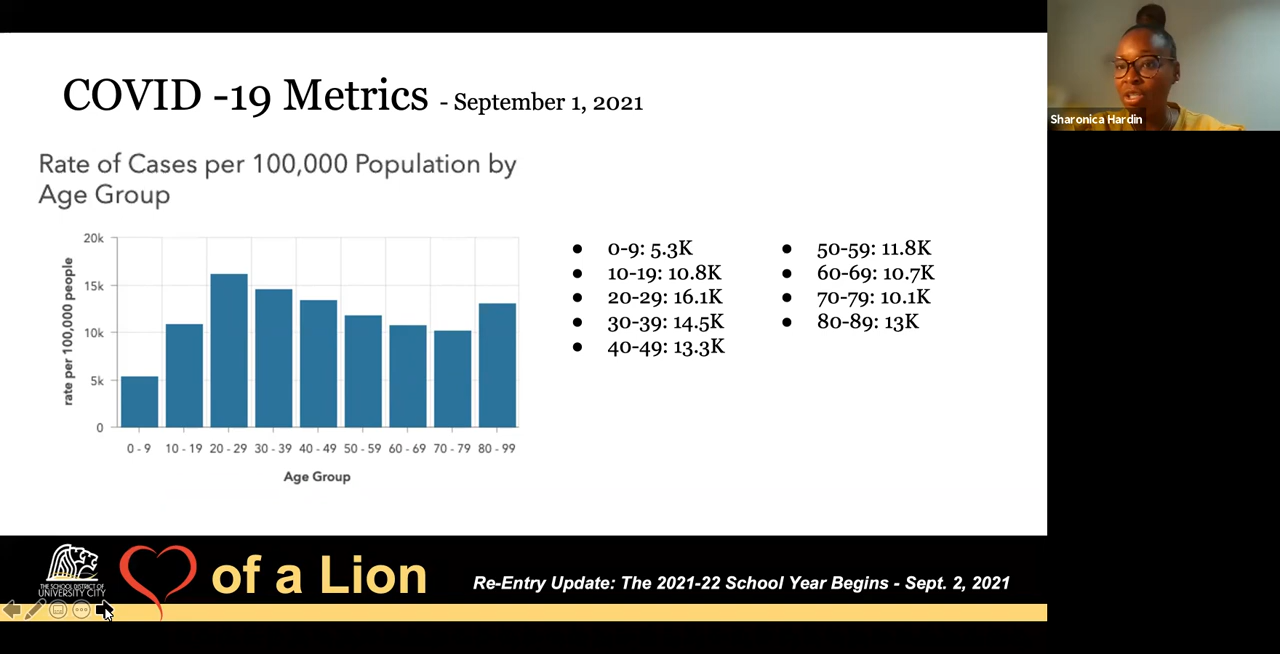 COVID -19 Metrics - September 1, 2021
Sharonica Hardin
Rate of Cases per 100,000 Population by
Age Group
rate per 100,000 people
20k
15k
10k
5k
0
0 - 9 10 - 19 20 - 29 30 - 39 40 - 49 50 - 59 60 - 69 70 - 79 80 - 99
Age Group
● 0-9: 5.3K
● 10-19: 10.8K
● 20-29: 16.1K
● 30-39: 14.5K
● 40-49: 13.3K
● 50-59: 11.8K
● 60-69: 10.7K
● 70-79: 10.1K
● 80-89: 13K
THE SCHOOL DISTRICT OF
UNIVERSITY CITY
of a Lion
Re-Entry Update: The 2021-22 School Year Begins - Sept. 2, 2021